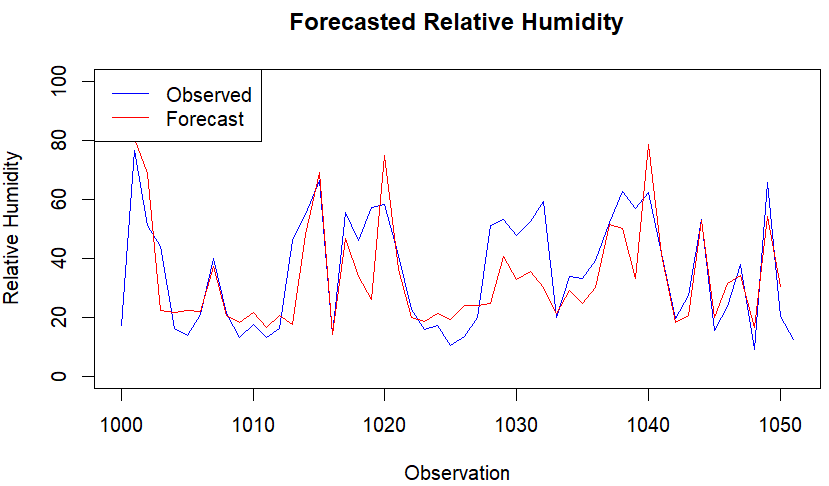 Forecasted Relative Humidity
Observed
Forecast
Relative Humidity
100
80
60
40
20
0
1000 1010 1020 1030 1040 1050
Observation